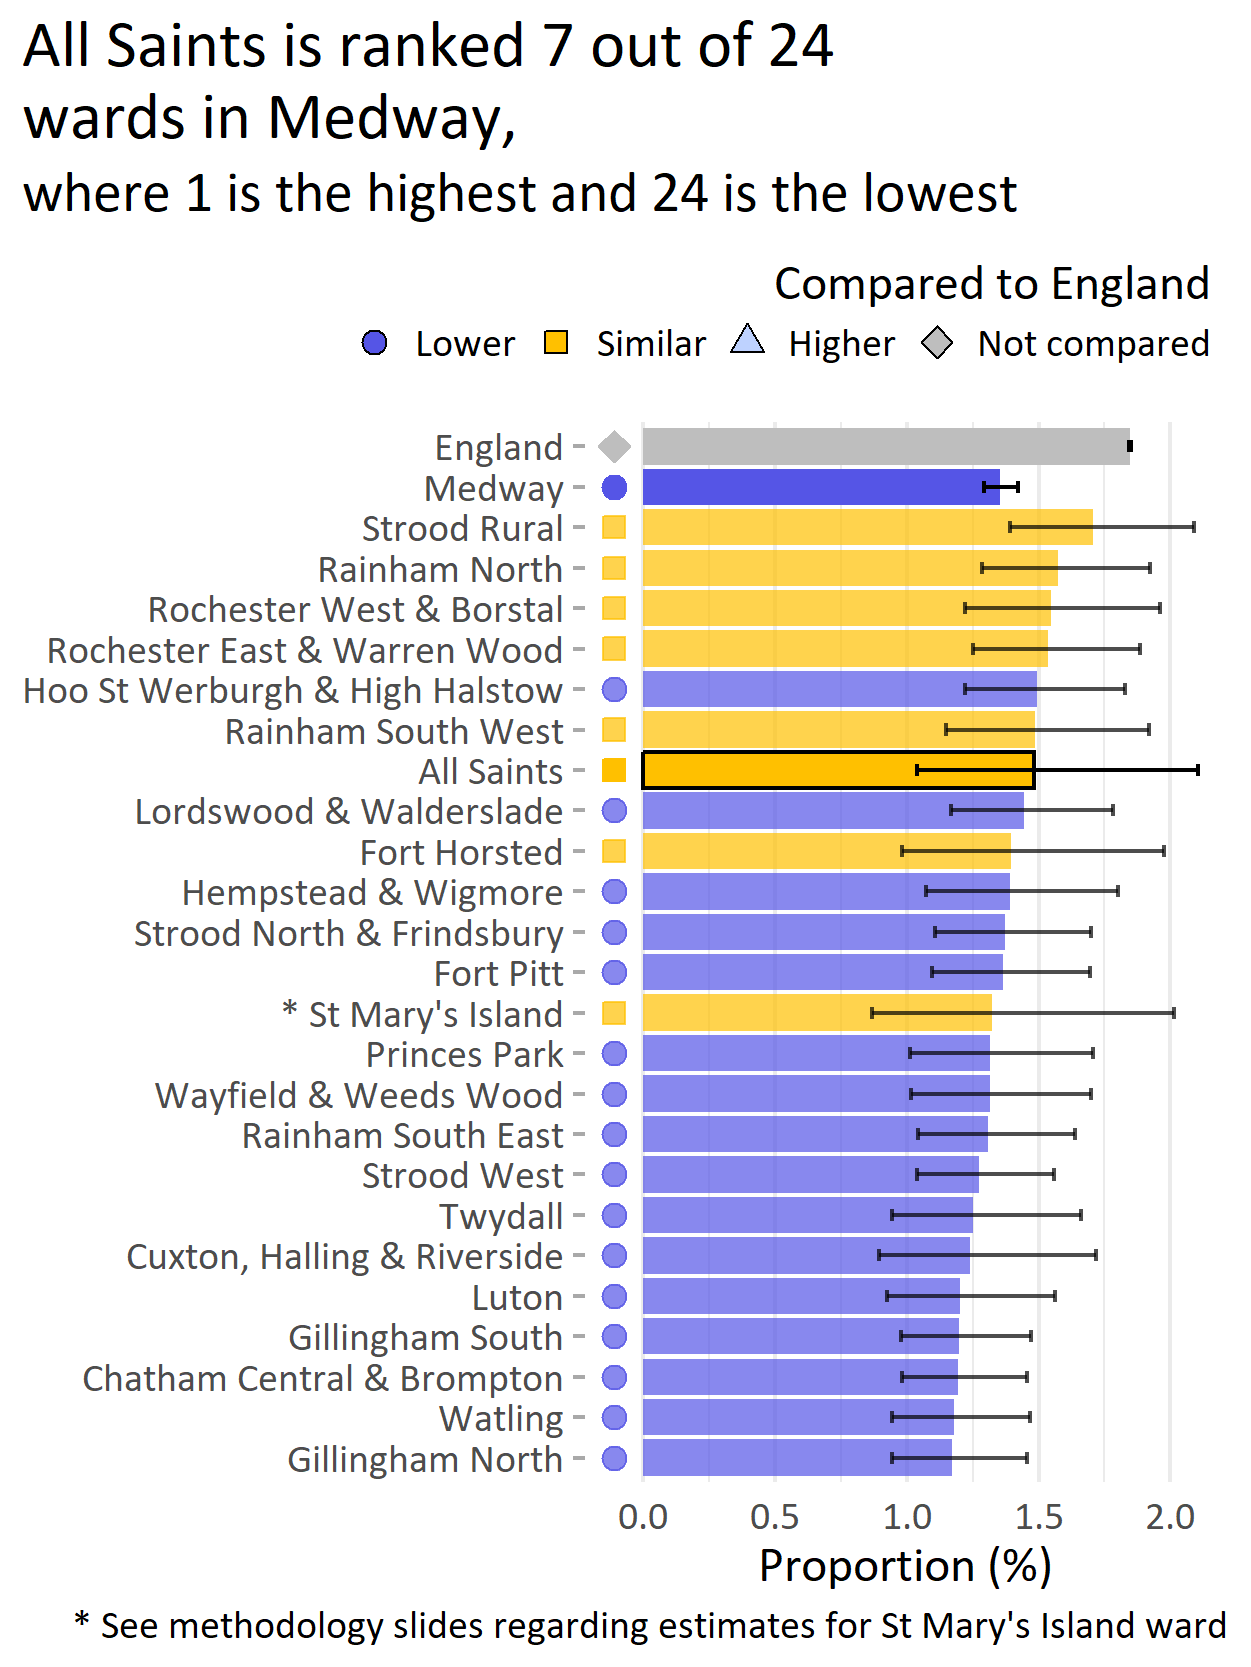 All Saints is ranked 7 out of 24
wards in Medway,
where 1 is the highest and 24 is the lowest
Compared to England
Lower Similar Higher Not compared
England
Medway
Strood Rural
Rainham North
Rochester West & Borstal
Rochester East & Warren Wood
Hoo St Werburgh & High Halstow
Rainham South West
All Saints
Lordswood & Walderslade
Fort Horsted
Hempstead & Wigmore
Strood North & Frindsbury
Fort Pitt
* St Mary's Island
Princes Park
Wayfield & Weeds Wood
Rainham South East
Strood West
Twydall
Cuxton, Halling & Riverside
Luton
Gillingham South
Chatham Central & Brompton
Watling
Gillingham North
0.0 0.5 1.0 1.5 2.0
Proportion (%)
* See methodology slides regarding estimates for St Mary's Island ward